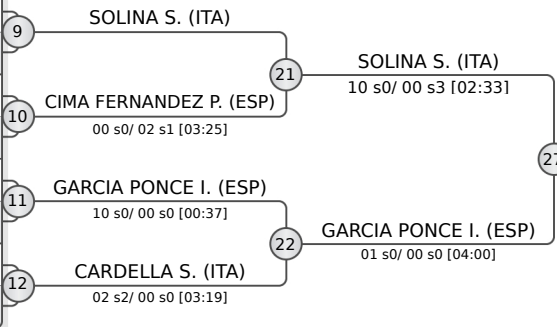 SOLINA S. (ITA)
9
SOLINA S. (ITA)
21
10 s0/ 00 s3 [02:33]
CIMA FERNANDEZ P. (ESP)
10
00 s0/ 02 s1 [03:25]
27
GARCIA PONCE I. (ESP)
11
10 s0/ 00 s0 [00:37]
GARCIA PONCE I. (ESP)
22
01 s0/ 00 s0 [04:00]
CARDELLA S. (ITA)
12
02 s2/ 00 s0 [03:19]